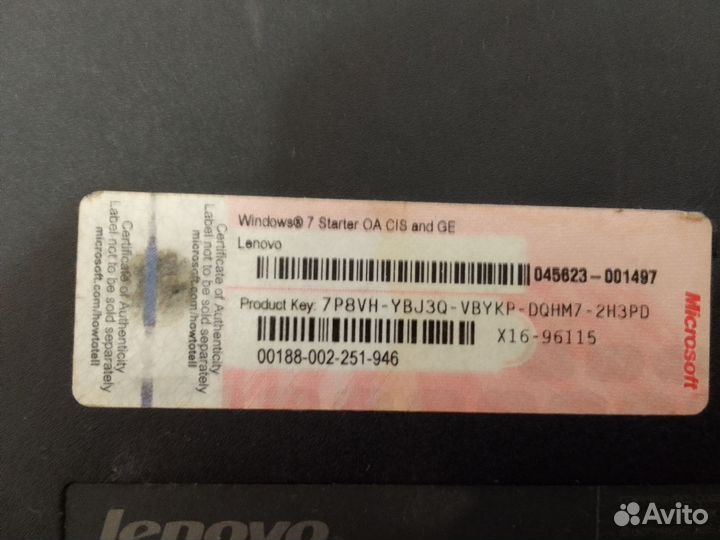 Certificate of Authenticity
Label not to be sold separately
microsoft.com/howtotell
Certificate of Authenticity
Label not to be sold separately
microsoft.com/howtotell
Windows® 7 Starter OA CIS and GE
Lenovo
045623-001497
Product Key: 7P8VH-YBJ3Q-VBYKP-DQHM7-2H3PD
X16-96115
00188-002-251-946
Microsoft
lenovo
Avito